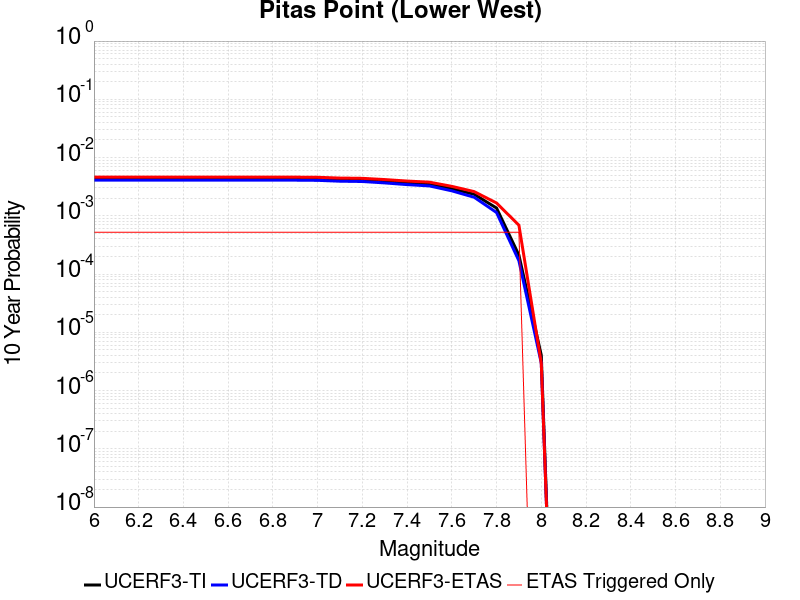 Pitas Point (Lower West)
10 0
10 -1
10 -2
10 -3
10 -4
10 -5
10 -6
10 -7
10 -8
10 Year Probability
6 6.2 6.4 6.6 6.8 7 7.2 7.4 7.6 7.8 8 8.2 8.4 8.6 8.8 9
Magnitude
UCERF3-TI UCERF3-TD UCERF3-ETAS ETAS Triggered Only